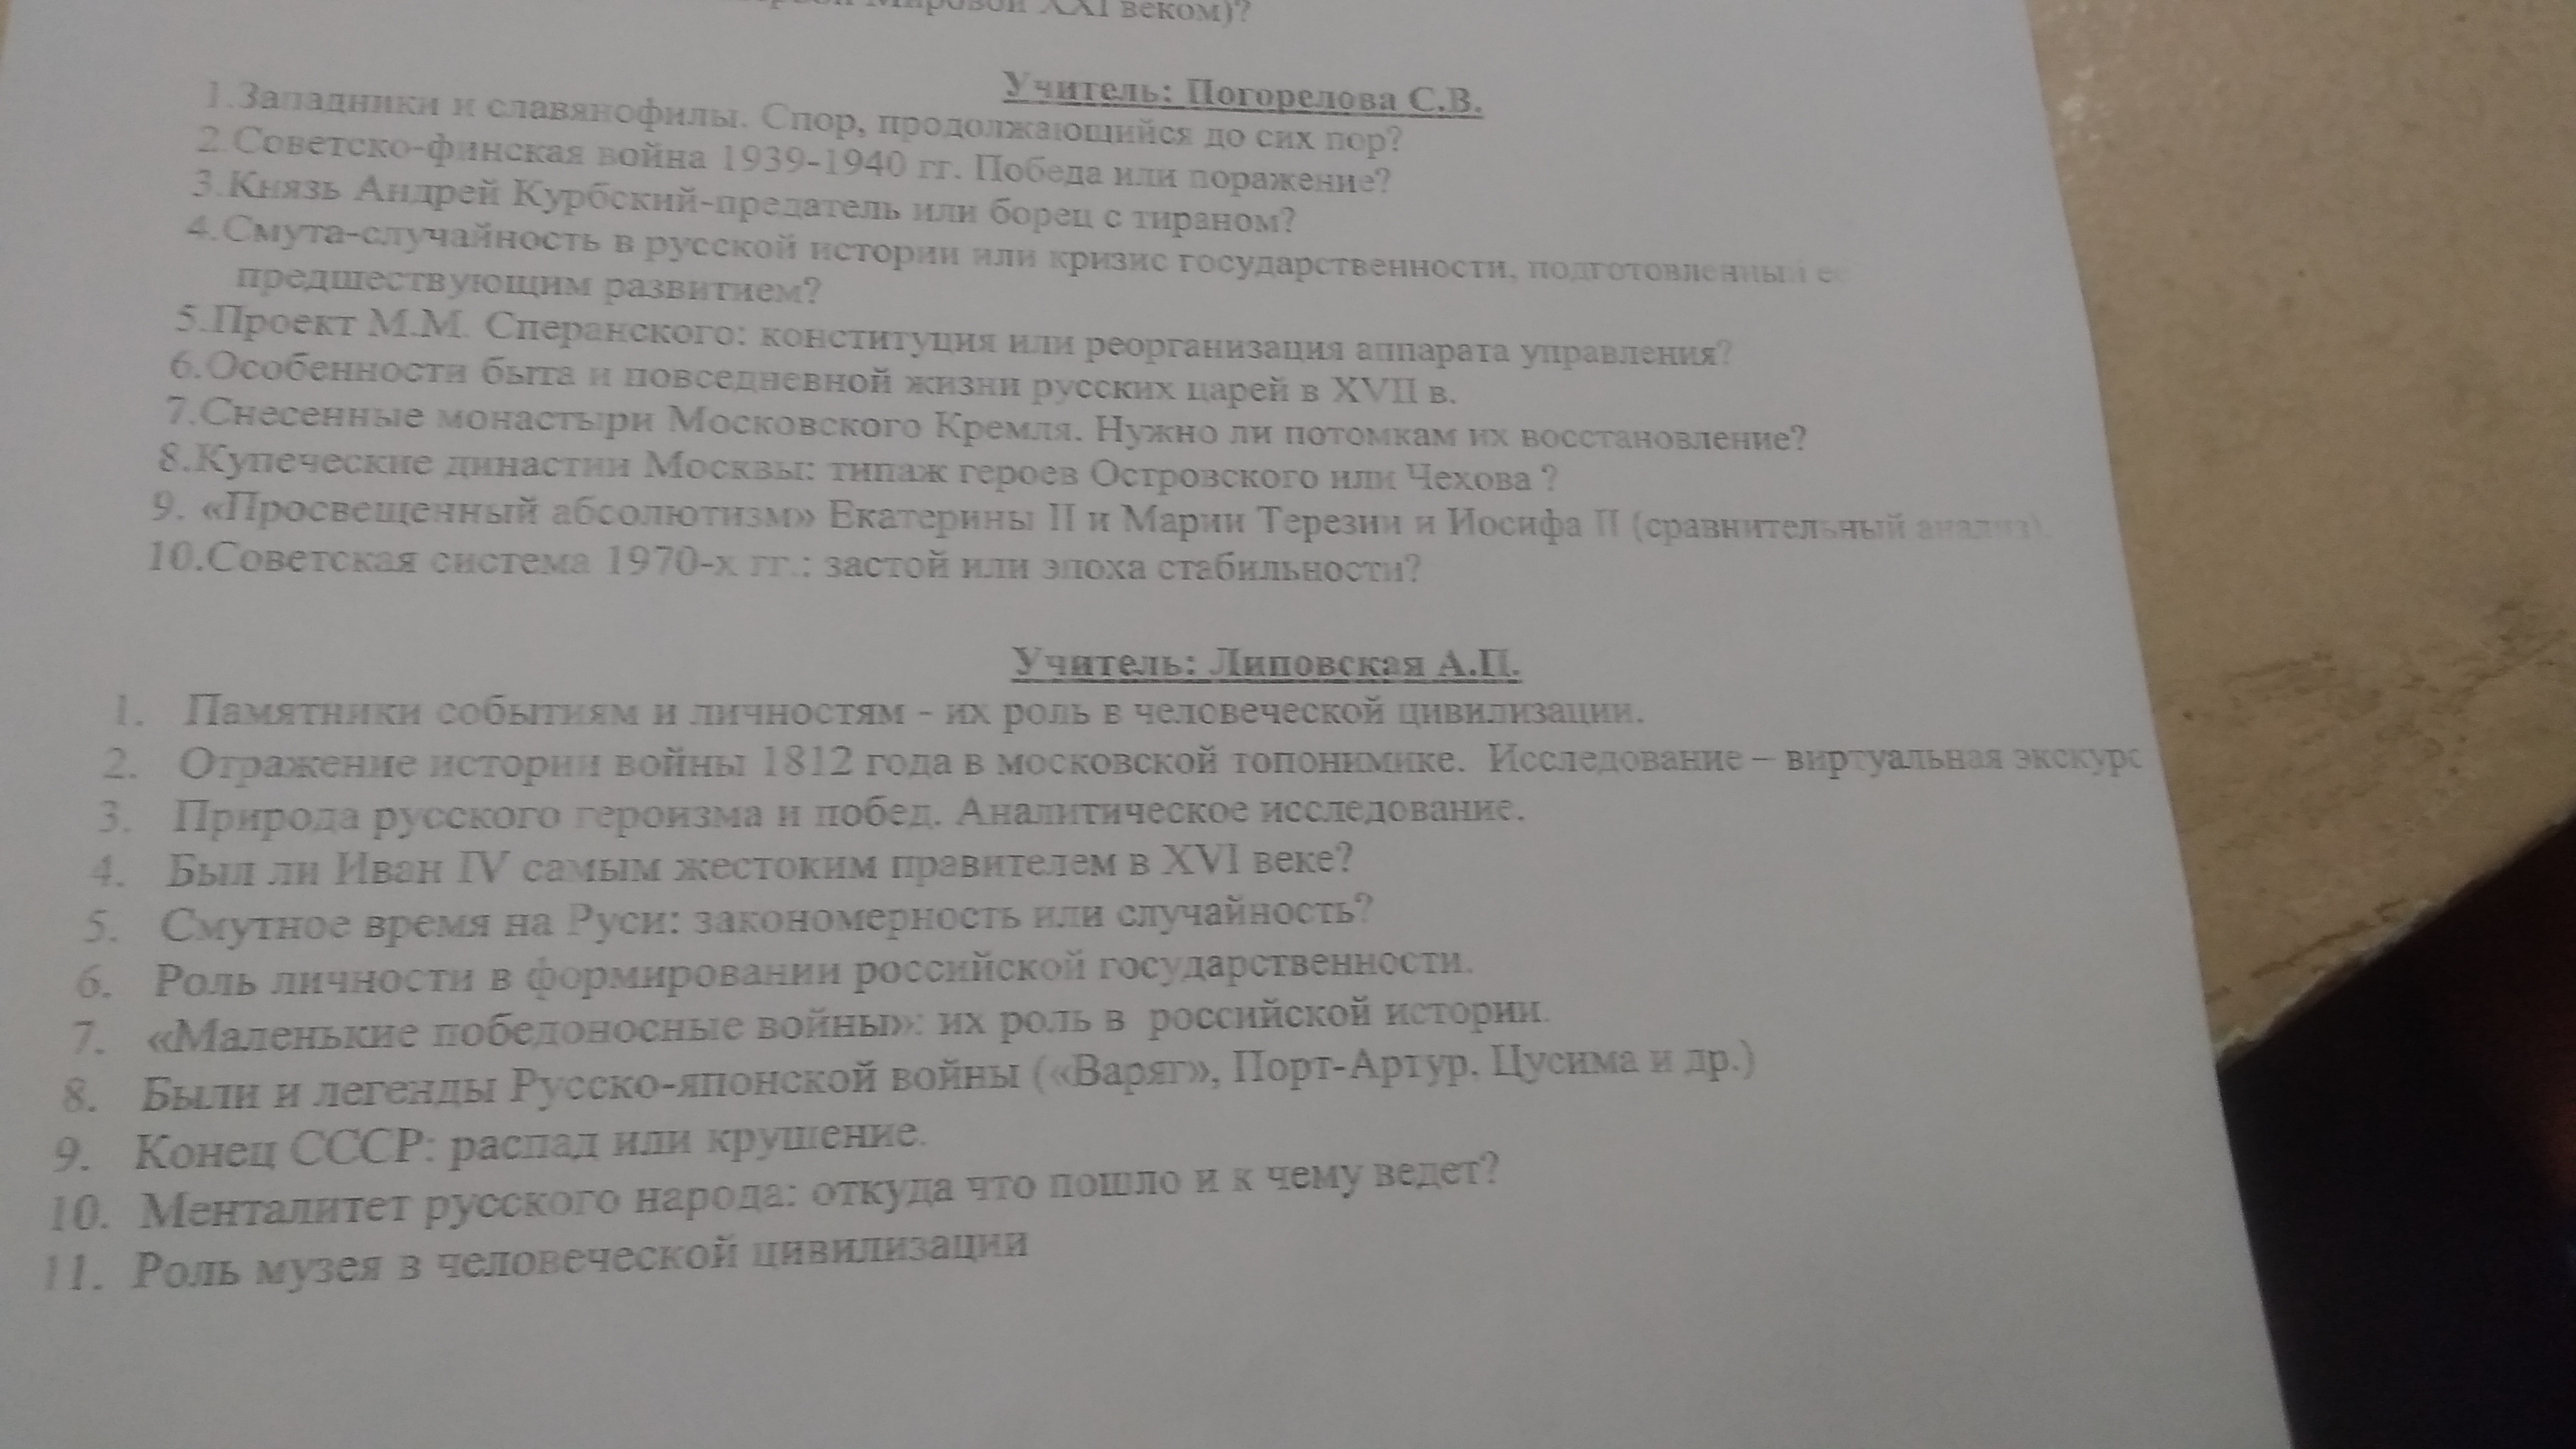 Мировой XXI веком)?
Учитель: Погорелова С.В.
1.Западники и славянофилы. Спор, продолжающийся до сих пор?
2.Советско-финская война 1939-1940 гг. Победа или поражение?
3.Князь Андрей Курбский-предатель или борец с тираном?
4.Смута-случайность в русской истории или кризис государственности, подготовленный
предшествующим развитием?
5.Проект М.М. Сперанского: конституция или реорганизация аппарата управления?
6.Особенности быта и повседневной жизни русских царей в XVII в.
7.Снесенные монастыри Московского Кремля. Нужно ли потомкам их восстановление?
8.Купеческие династии Москвы: типаж героев Островского или Чехова ?
9. «Просвещенный абсолютизм» Екатерины II и Марии Терезии и Иосифа II (сравнительный анализ).
10.Советская система 1970-х гг.: застой или эпоха стабильности?
Учитель: Липовская А.П.
1. Памятники событиям и личностям - их роль в человеческой цивилизации.
2. Отражение истории войны 1812 года в московской топонимике. Исследование – виртуальная экскурс
3. Природа русского героизма и побед. Аналитическое исследование.
4. Был ли Иван IV самым жестоким правителем в XVI веке?
5. Смутное время на Руси: закономерность или случайность?
6. Роль личности в формировании российской государственности.
7. «Маленькие победоносные войны»: их роль в российской истории.
8. Были и легенды Русско-японской войны («Варяг», Порт-Артур, Цусима и др.)
9. Конец СССР: распад или крушение.
10. Менталитет русского народа: откуда что пошло и к чему ведет?
11. Роль музея в человеческой цивилизации